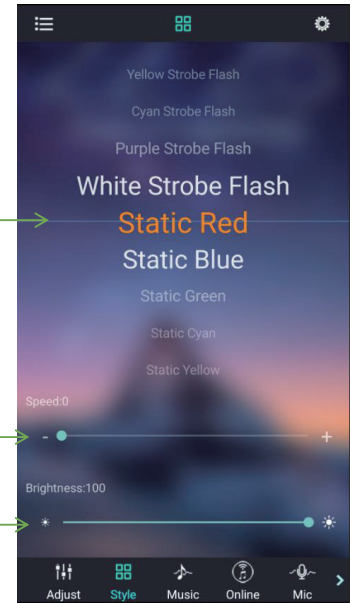 Yellow Strobe Flash
Cyan Strobe Flash
Purple Strobe Flash
White Strobe Flash
Static Red
Static Blue
Static Green
Static Cyan
Static Yellow
Speed:0
- +
Brightness:100
Adjust Style Music Online Mic